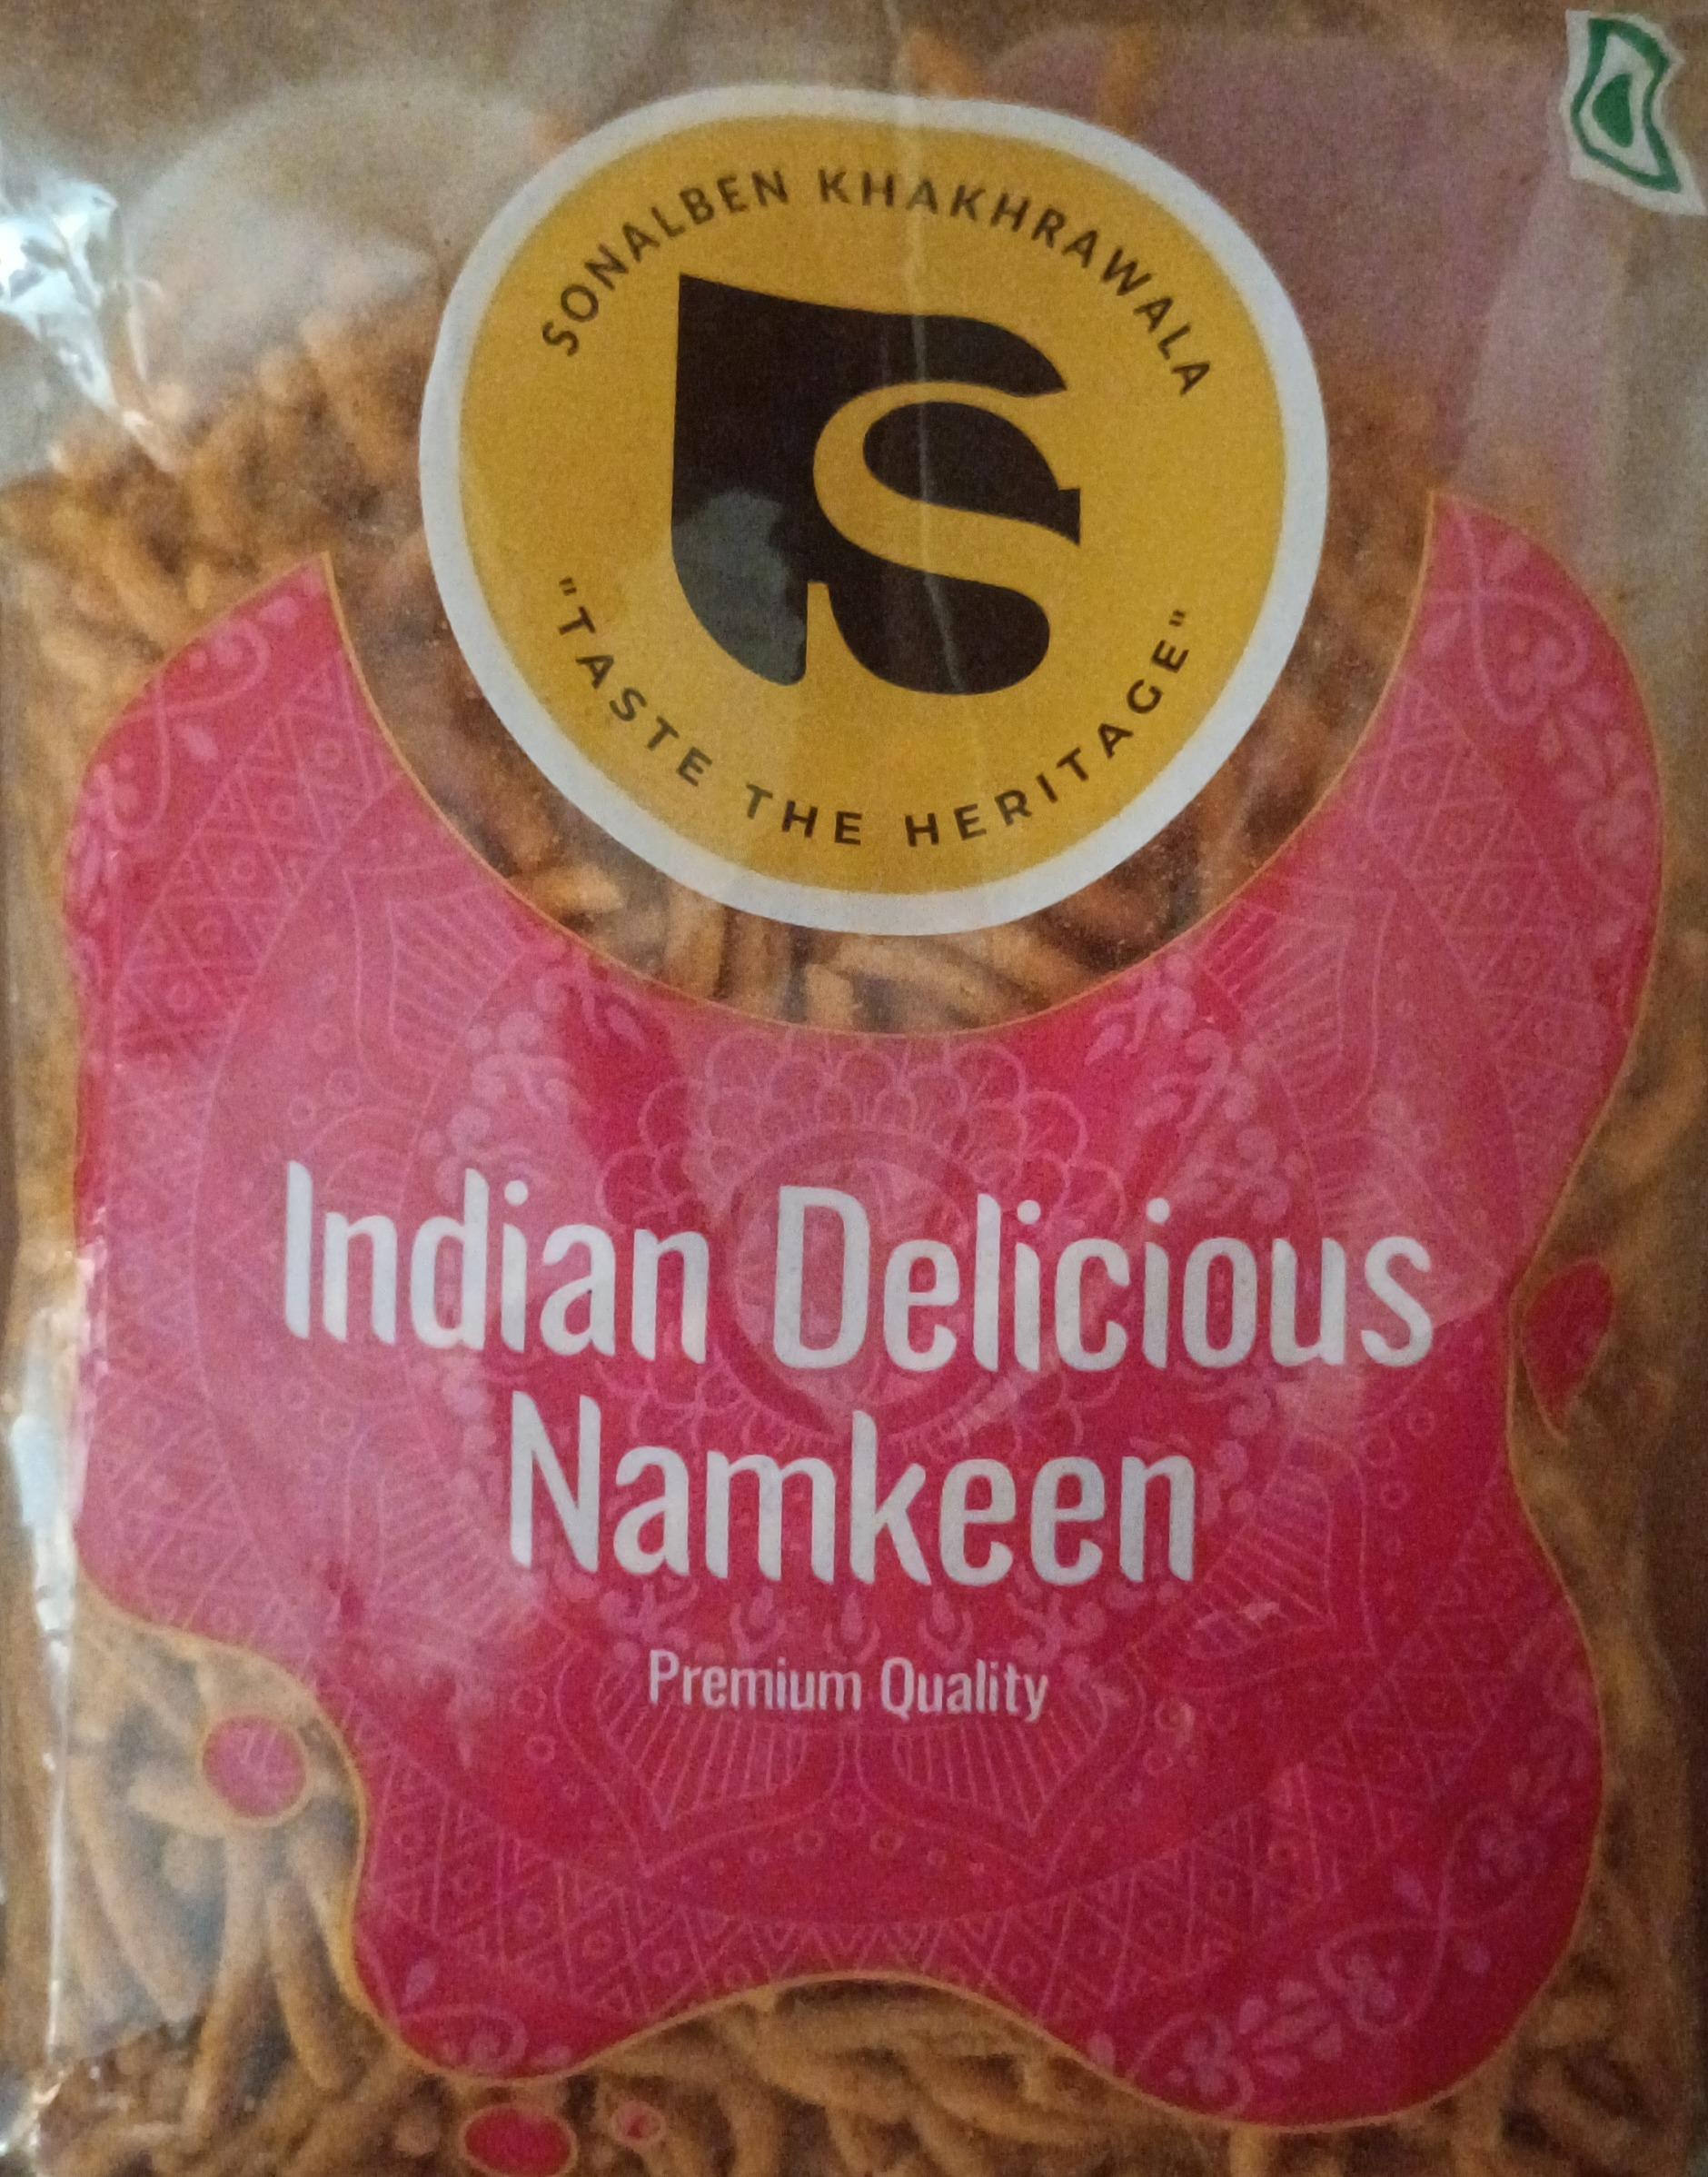 SONALBEN KHAKHRAWALA
S
"TASTE THE HERITAGE"
Indian Delicious
Namkeen
Premium Quality